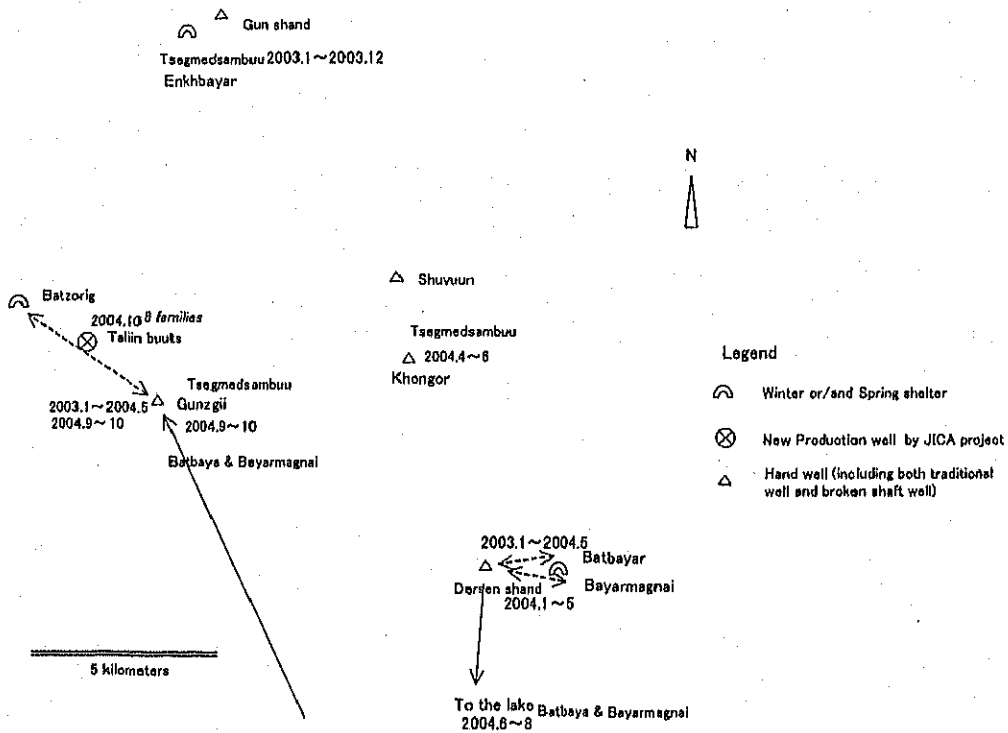 Gun shand
Tsegmedsambuu 2003.1～2003.12
Enkhbayar
N
Shuvuun
Batzorig
2004.10 8 families
Taliin buuts
Tsegmedsambuu
2004.4～6
Khongor
Legend
Winter or/and Spring shelter
New Production well by JICA project
Hand well (including both traditional
well and broken shaft well)
Tsegmedsambuu
Gunzgii
2003.1～2004.5
2004.9～10
2004.9～10
Batbaya & Bayarmagnai
2003.1～2004.5
Batbayar
Dersen shand
Bayarmagnai
2004.1～5
5 kilometers
To the lake Batbaya & Bayarmagnai
2004.6～8